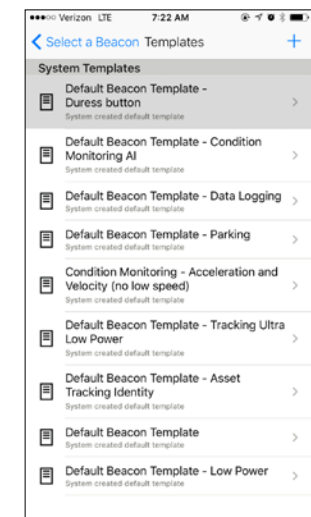 Verizon LTE 7:22 AM
Select a Beacon Templates +
System Templates
Default Beacon Template -
Duress button
System created default template
Default Beacon Template - Condition
Monitoring AI
System created default template
Default Beacon Template - Data Logging
System created default template
Default Beacon Template - Parking
System created default template
Condition Monitoring - Acceleration and
Velocity (no low speed)
System created default template
Default Beacon Template - Tracking Ultra
Low Power
System created default template
Default Beacon Template - Asset
Tracking Identity
System created default template
Default Beacon Template
System created default template
Default Beacon Template - Low Power
System created default template